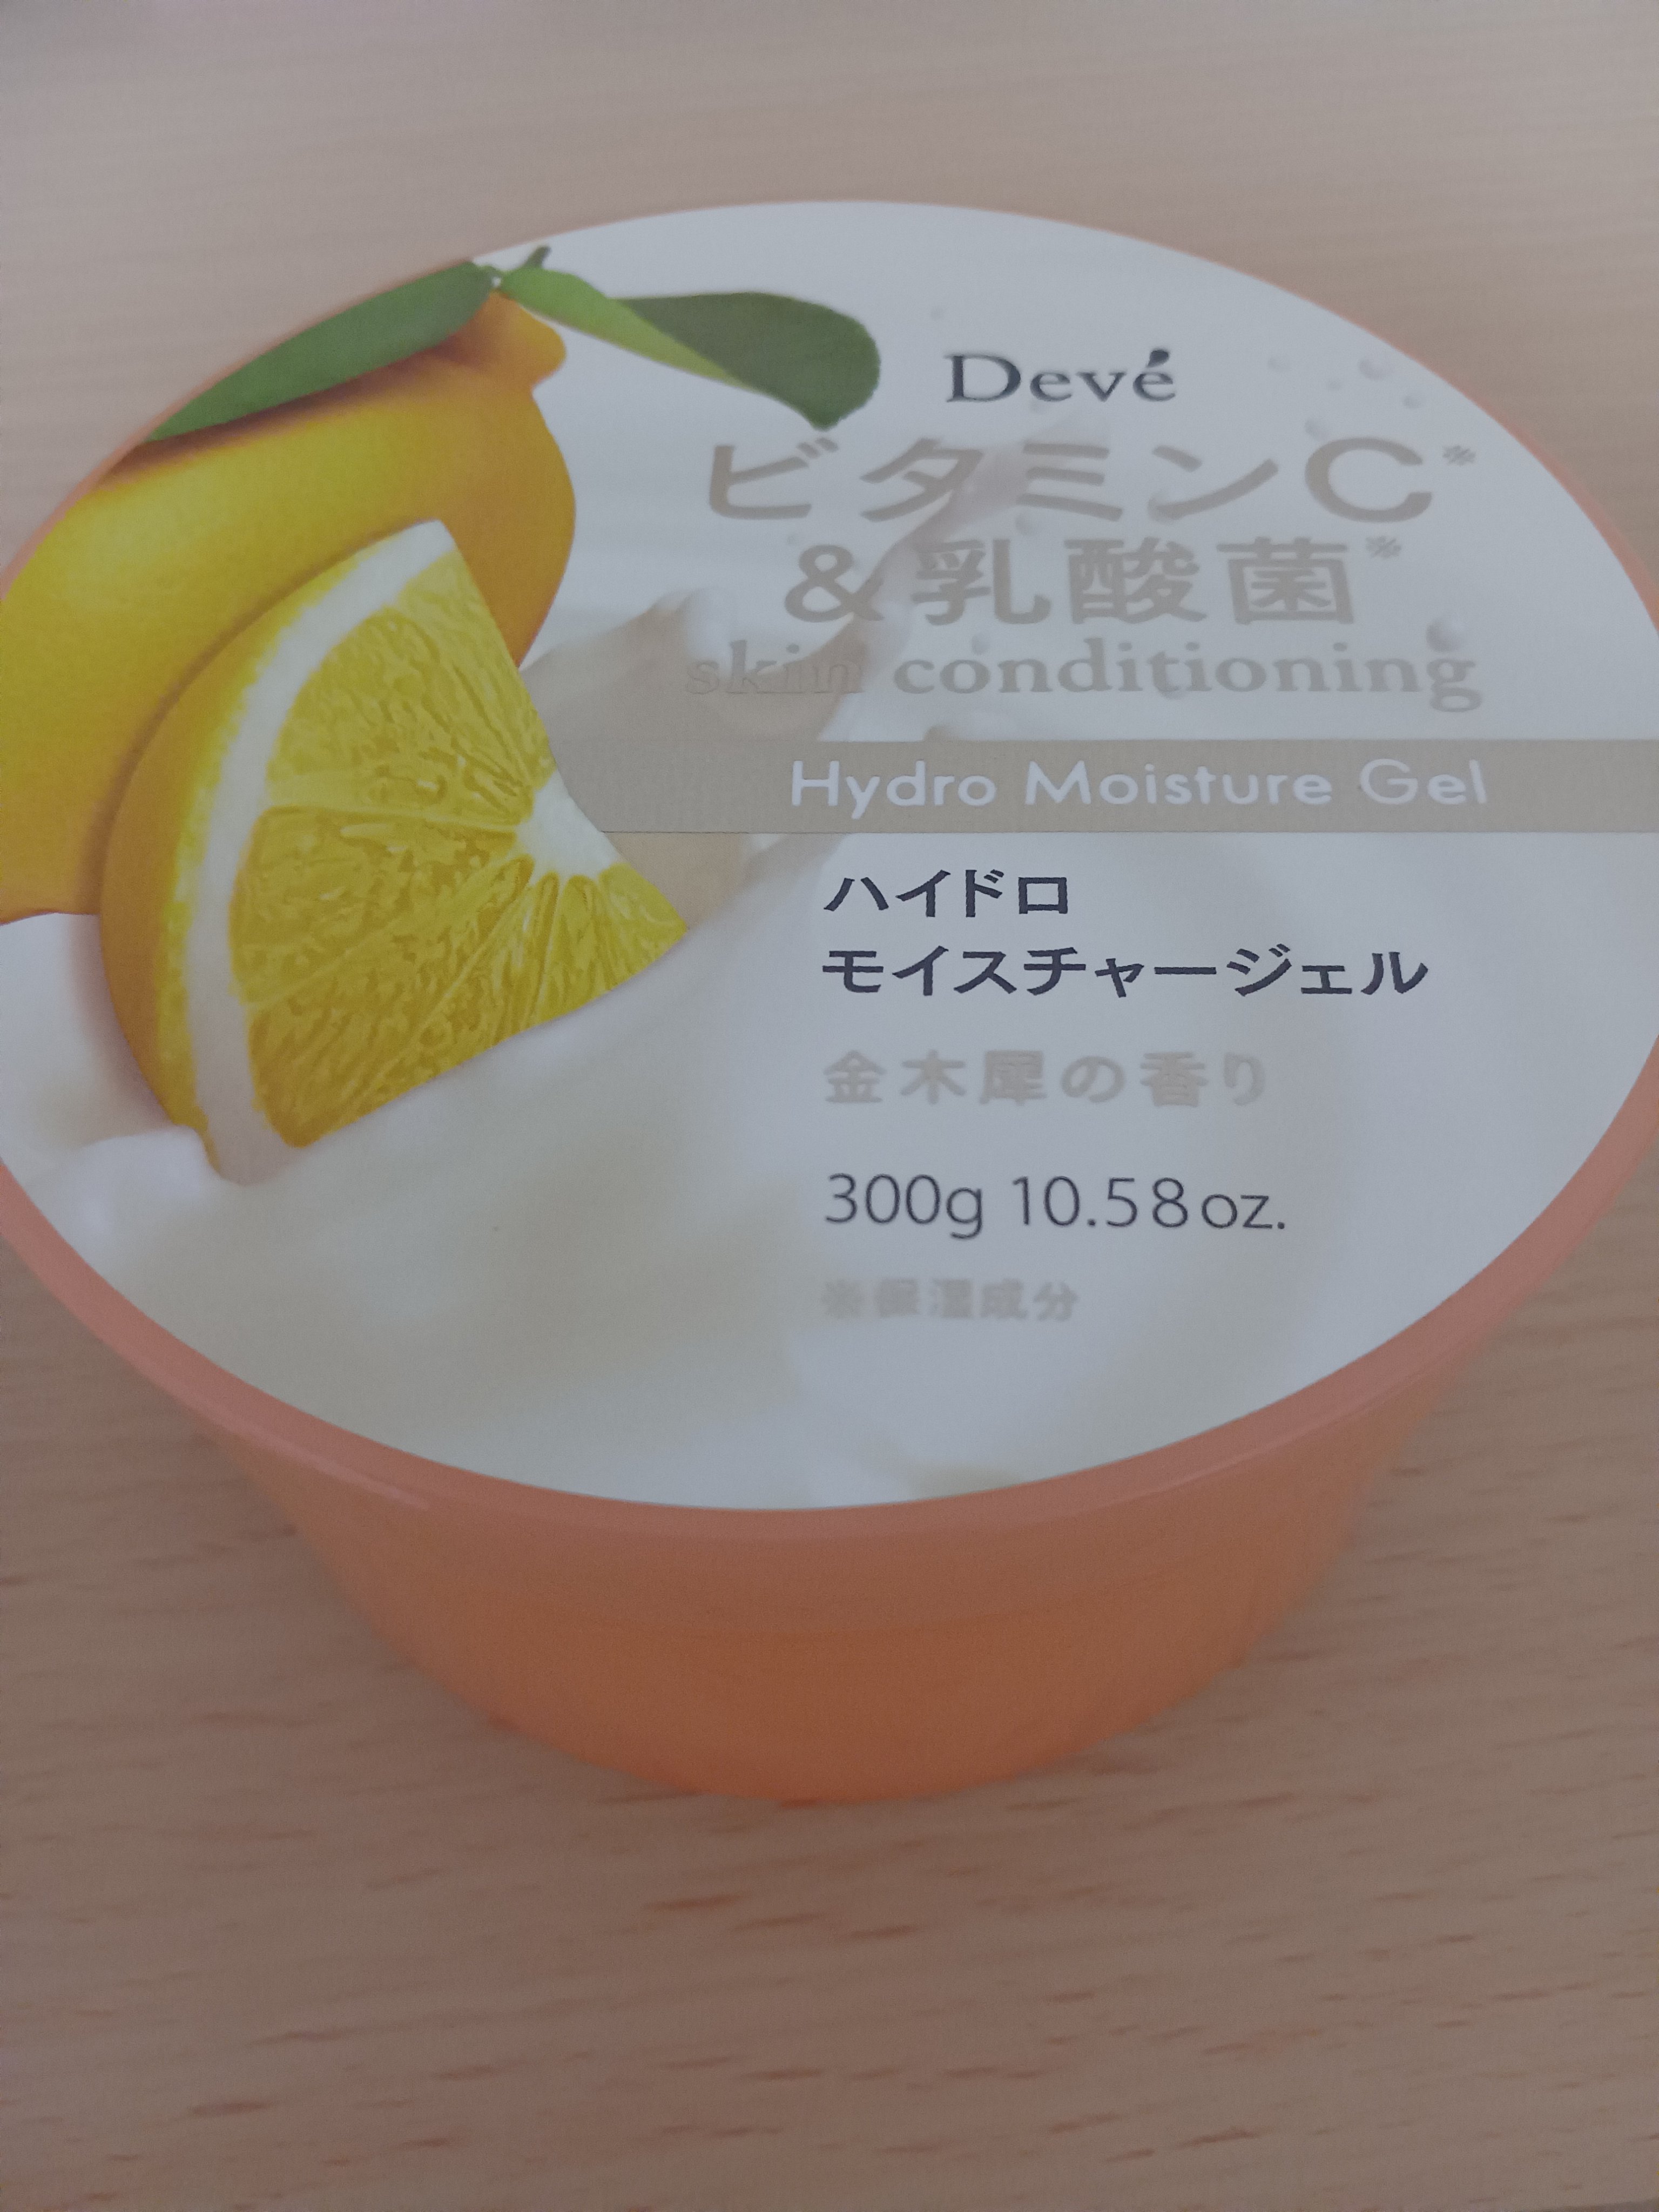 Devé
ビタミンC※
&乳酸菌※
skin conditioning
Hydro Moisture Gel
ハイドロ
モイスチャージェル
金木犀の香り
300g 10.58oz.
※保湿成分